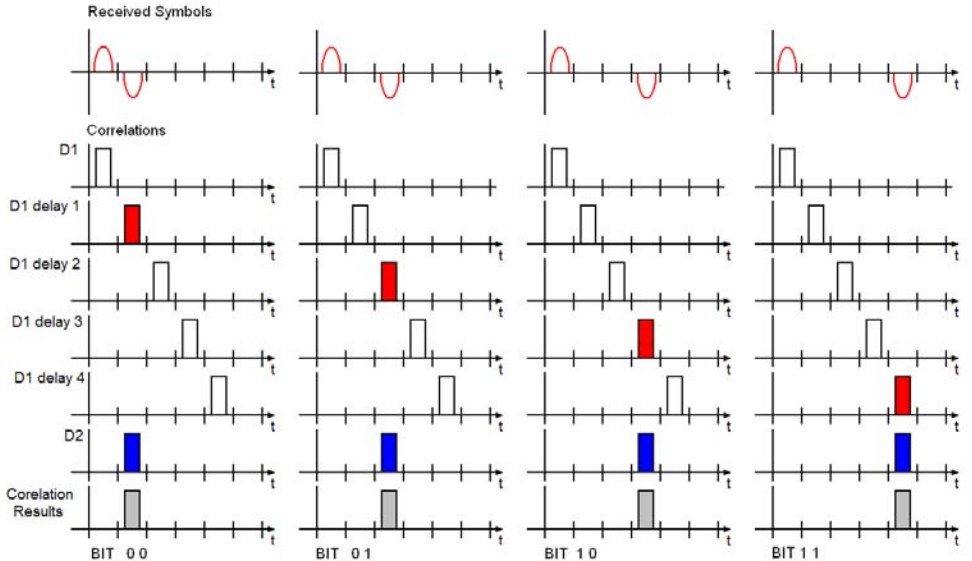 Received Symbols
t t t t
Correlations
D1
t
D1 delay 1
t t t t
D1 delay 2
t t t t
D1 delay 3
t t t t
D1 delay 4
t t t t
D2
t t t t
Corelation
Results
t t t t
BIT 0 0 BIT 0 1 BIT 1 0 BIT 1 1